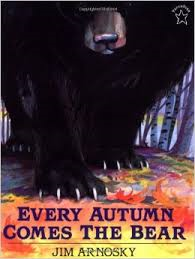 EVERY AUTUMN
COMES THE BEAR
JIM ARNOSKY